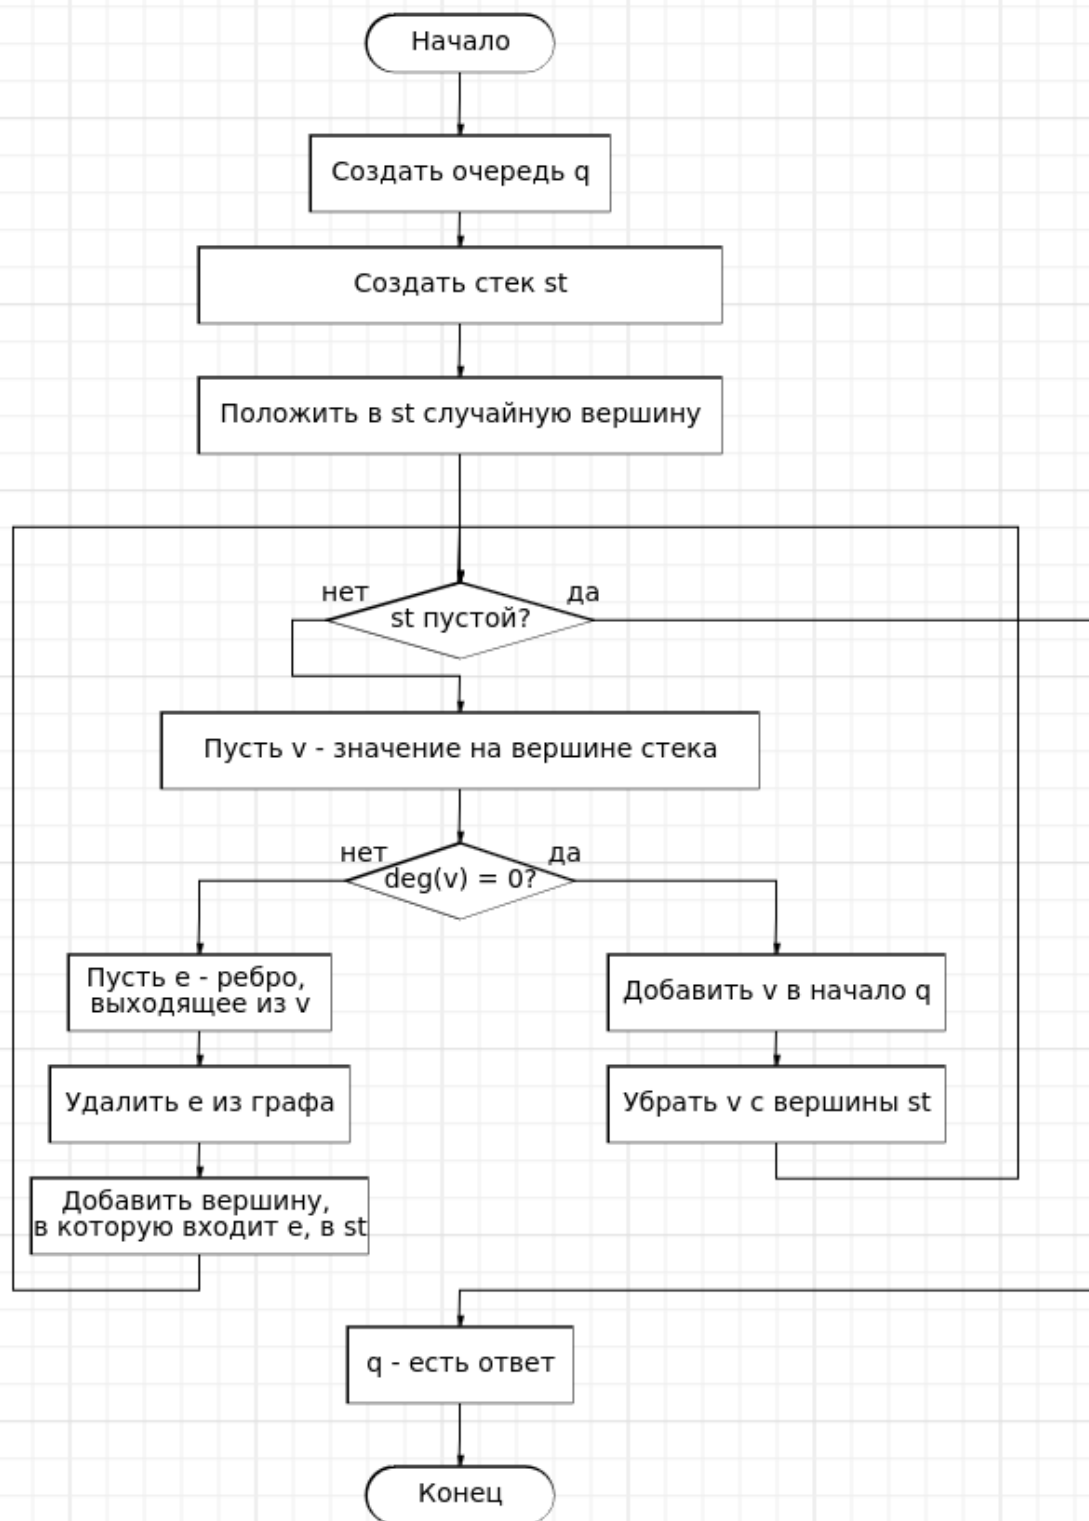 Начало
Создать очередь q
Создать стек st
Положить в st случайную вершину
нет
да
st пустой?
Пусть v - значение на вершине стека
нет
да
deg(v) = 0?
Пусть e - ребро,
выходящее из v
Удалить e из графа
Добавить вершину,
в которую входит e, в st
Добавить v в начало q
Убрать v с вершины st
q - есть ответ
Конец